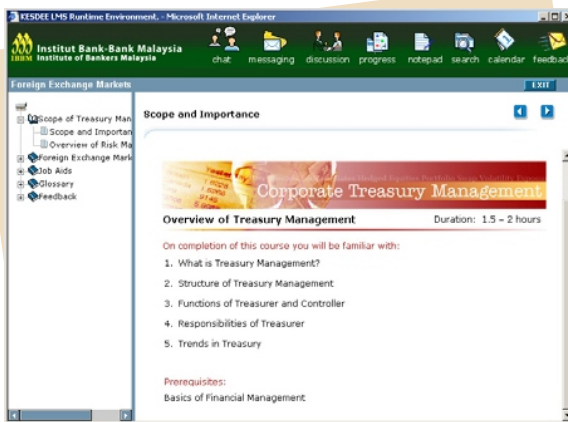 KESDEE LMS Runtime Environment. - Microsoft Internet Explorer
Institut Bank-Bank Malaysia
IBBM Institute of Bankers Malaysia
chat messaging discussion progress notepad search calendar feedbac
Foreign Exchange Markets
EXIT
Scope of Treasury Man
Scope and Importan
Overview of Risk Ma
Foreign Exchange Mark
Job Aids
Glossary
Feedback
Scope and Importance
Corporate Treasury Management
Overview of Treasury Management Duration: 1.5 – 2 hours
On completion of this course you will be familiar with:
1. What is Treasury Management?
2. Structure of Treasury Management
3. Functions of Treasurer and Controller
4. Responsibilities of Treasurer
5. Trends in Treasury
Prerequisites:
Basics of Financial Management